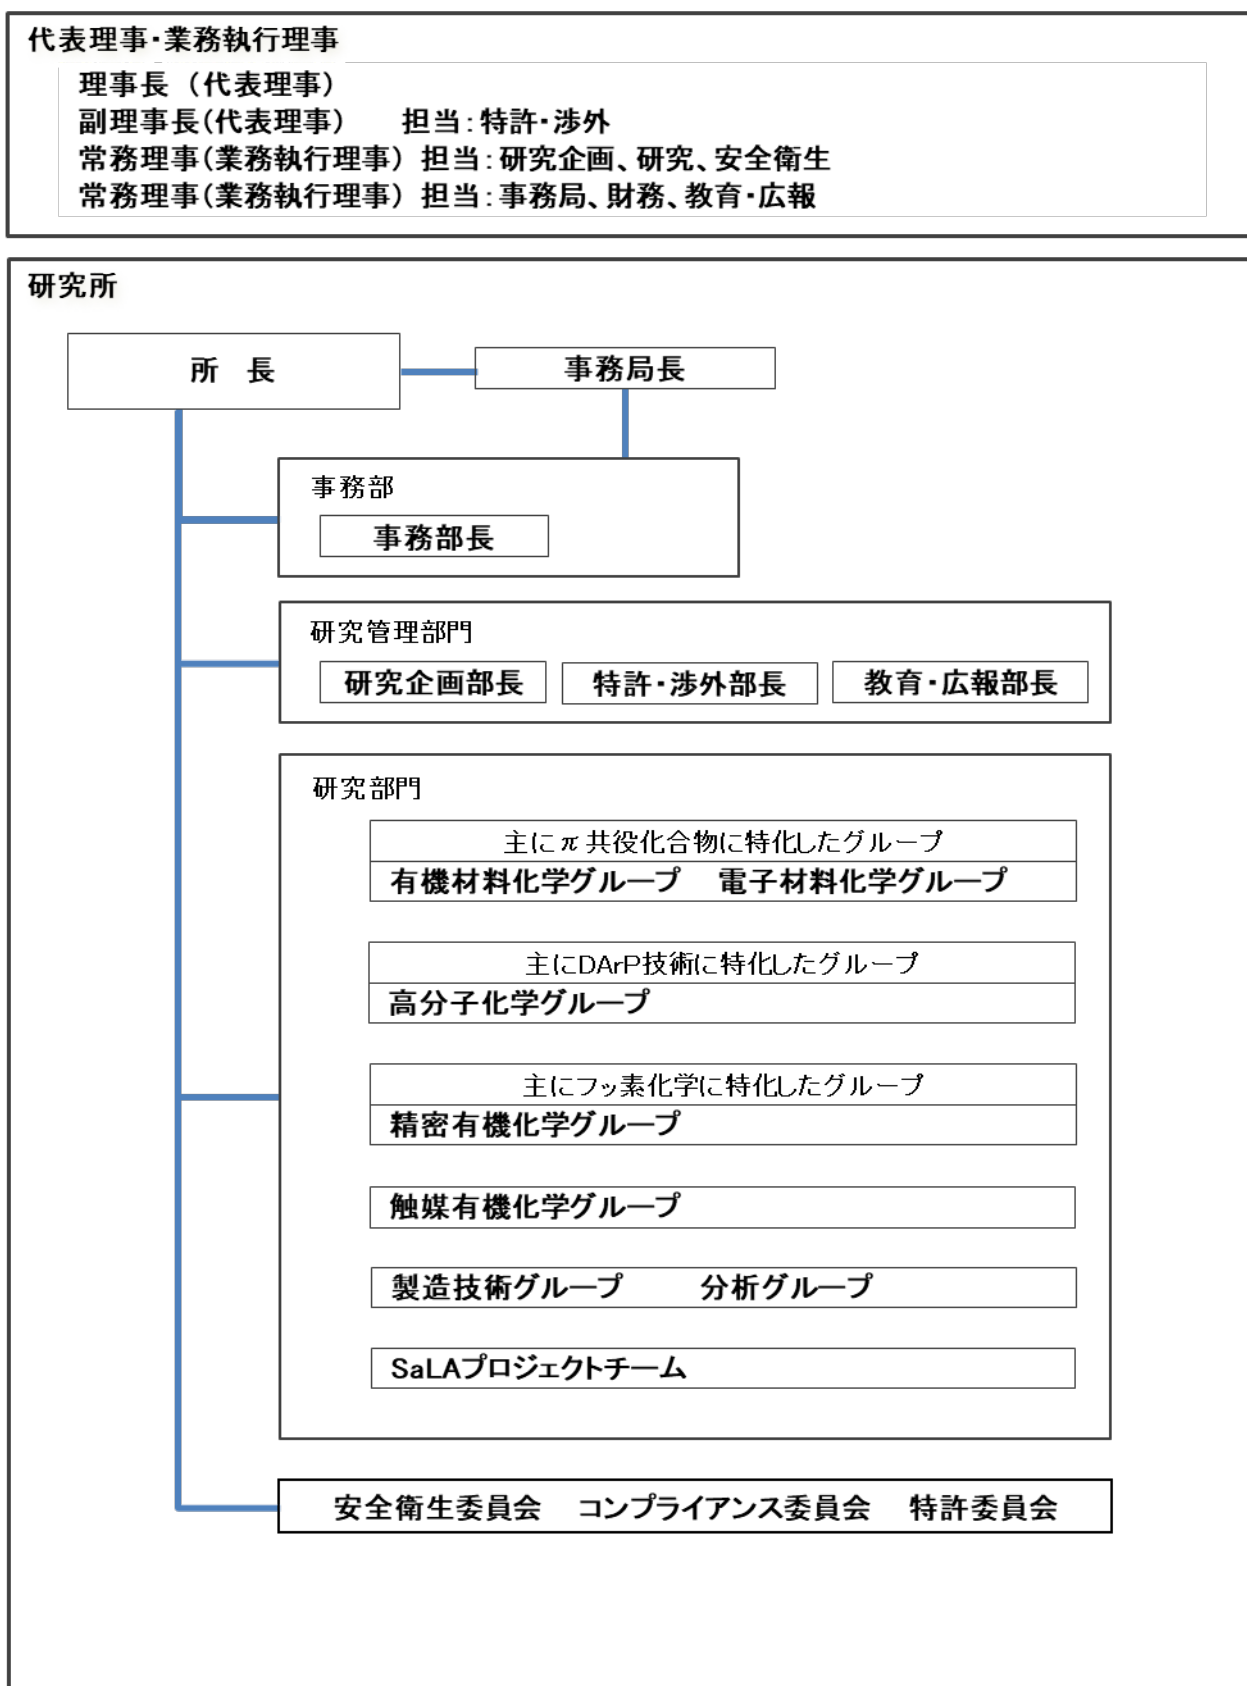 代表理事・業務執行理事
理事長 （代表理事）
副理事長（代表理事） 担当：特許・渉外
常務理事（業務執行理事） 担当：研究企画、研究、安全衛生
常務理事（業務執行理事） 担当：事務局、財務、教育・広報
研究所
所 長 事務局長
事務部
事務部長
研究管理部門
研究企画部長 特許・渉外部長 教育・広報部長
研究部門
主にπ共役化合物に特化したグループ
有機材料化学グループ 電子材料化学グループ
主にDArP技術に特化したグループ
高分子化学グループ
主にフッ素化学に特化したグループ
精密有機化学グループ
触媒有機化学グループ
製造技術グループ 分析グループ
SaLAプロジェクトチーム
安全衛生委員会 コンプライアンス委員会 特許委員会